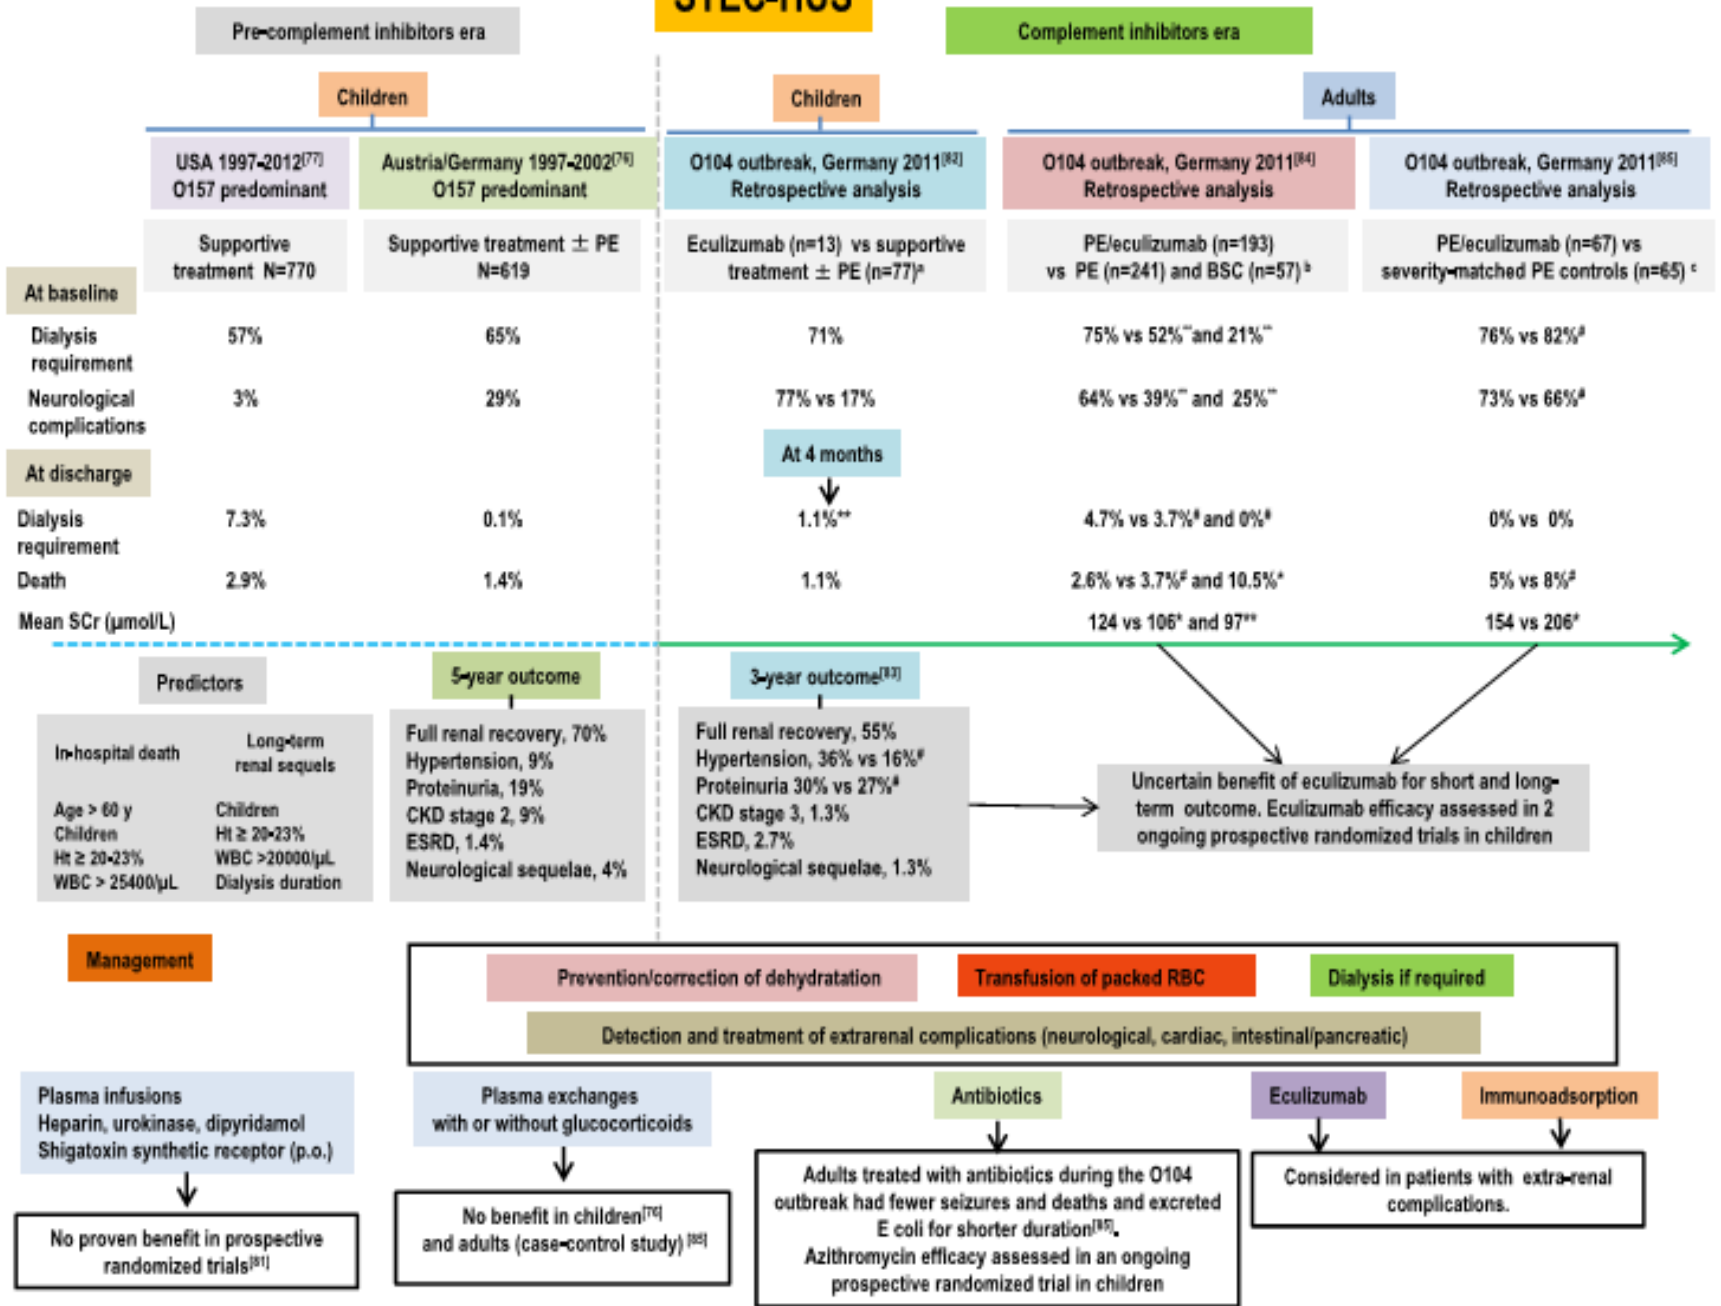 STEC-HUS
Pre-complement inhibitors era
Complement inhibitors era
Children
Children
Adults
USA 1997-2012[77]
O157 predominant
Austria/Germany 1997-2002[76]
O157 predominant
O104 outbreak, Germany 2011[82]
Retrospective analysis
O104 outbreak, Germany 2011[84]
Retrospective analysis
O104 outbreak, Germany 2011[85]
Retrospective analysis
Supportive
treatment N=770
Supportive treatment ± PE
N=619
Eculizumab (n=13) vs supportive
treatment ± PE (n=77)a
PE/eculizumab (n=193)
vs PE (n=241) and BSC (n=57) b
PE/eculizumab (n=67) vs
severity-matched PE controls (n=65) c
At baseline
Dialysis
requirement
57%
65%
71%
75% vs 52%** and 21%**
76% vs 82%#
Neurological
complications
3%
29%
77% vs 17%
64% vs 39%** and 25%**
73% vs 66%#
At 4 months
At discharge
Dialysis
requirement
7.3%
0.1%
1.1%**
4.7% vs 3.7%# and 0%#
0% vs 0%
Death
2.9%
1.4%
1.1%
2.6% vs 3.7%# and 10.5%*
5% vs 8%#
Mean SCr (µmol/L)
124 vs 106* and 97**
154 vs 206*
Predictors
5-year outcome
3-year outcome[83]
In-hospital death
Long-term
renal sequels
Age > 60 y
Children
Ht ≥ 20-23%
WBC > 25400/µL
Children
Ht ≥ 20-23%
WBC >20000/µL
Dialysis duration
Full renal recovery, 70%
Hypertension, 9%
Proteinuria, 19%
CKD stage 2, 9%
ESRD, 1.4%
Neurological sequelae, 4%
Full renal recovery, 55%
Hypertension, 36% vs 16%#
Proteinuria 30% vs 27%#
CKD stage 3, 1.3%
ESRD, 2.7%
Neurological sequelae, 1.3%
Uncertain benefit of eculizumab for short and long-
term outcome. Eculizumab efficacy assessed in 2
ongoing prospective randomized trials in children
Management
Prevention/correction of dehydratation
Transfusion of packed RBC
Dialysis if required
Detection and treatment of extrarenal complications (neurological, cardiac, intestinal/pancreatic)
Plasma infusions
Heparin, urokinase, dipyridamol
Shigatoxin synthetic receptor (p.o.)
Plasma exchanges
with or without glucocorticoids
Antibiotics
Eculizumab
Immunoadsorption
No proven benefit in prospective
randomized trials[81]
No benefit in children[76]
and adults (case-control study) [85]
Adults treated with antibiotics during the O104
outbreak had fewer seizures and deaths and excreted
E coli for shorter duration[85].
Azithromycin efficacy assessed in an ongoing
prospective randomized trial in children
Considered in patients with extra-renal
complications.